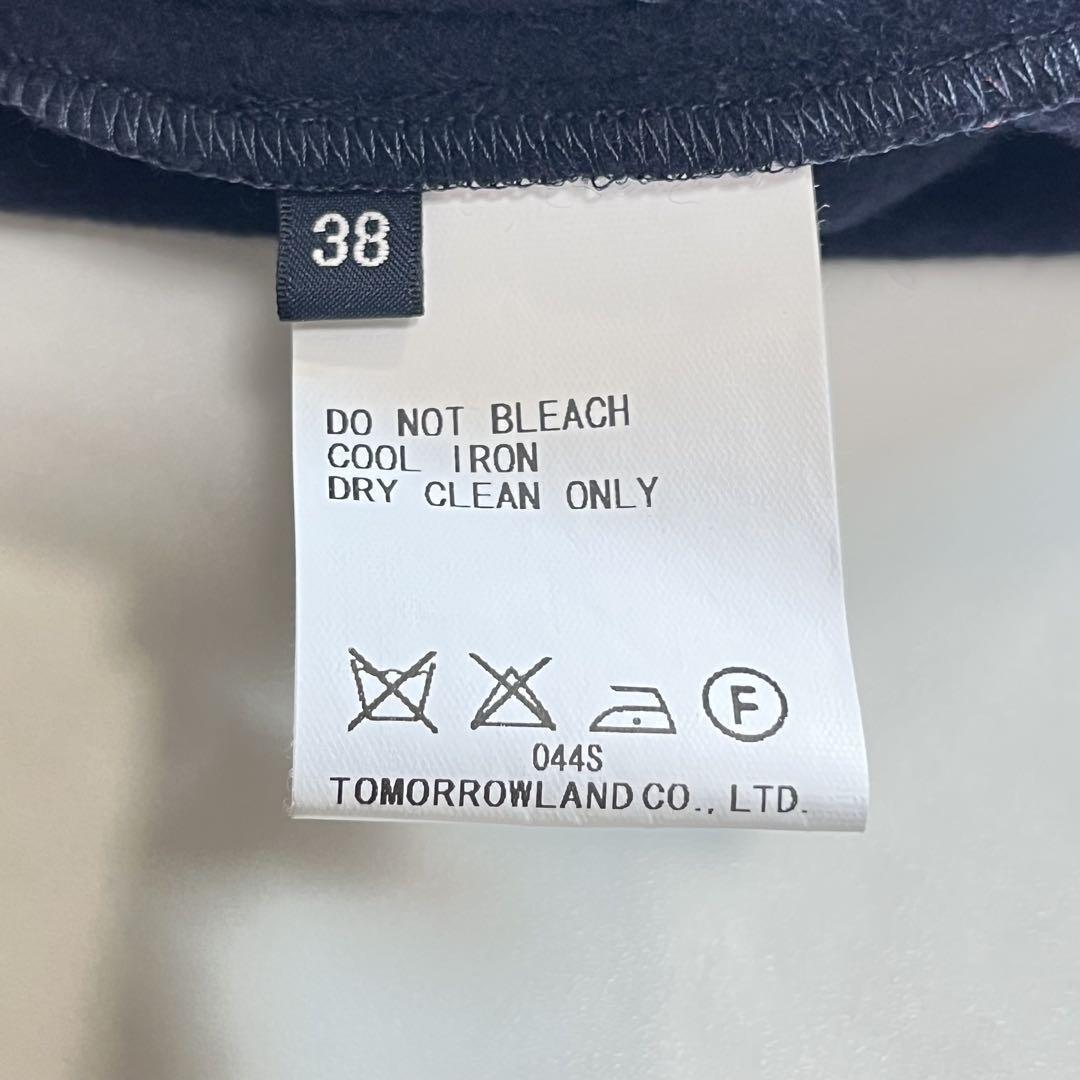 38
DO NOT BLEACH
COOL IRON
DRY CLEAN ONLY
F
044S
TOMORROWLAND CO., LTD.